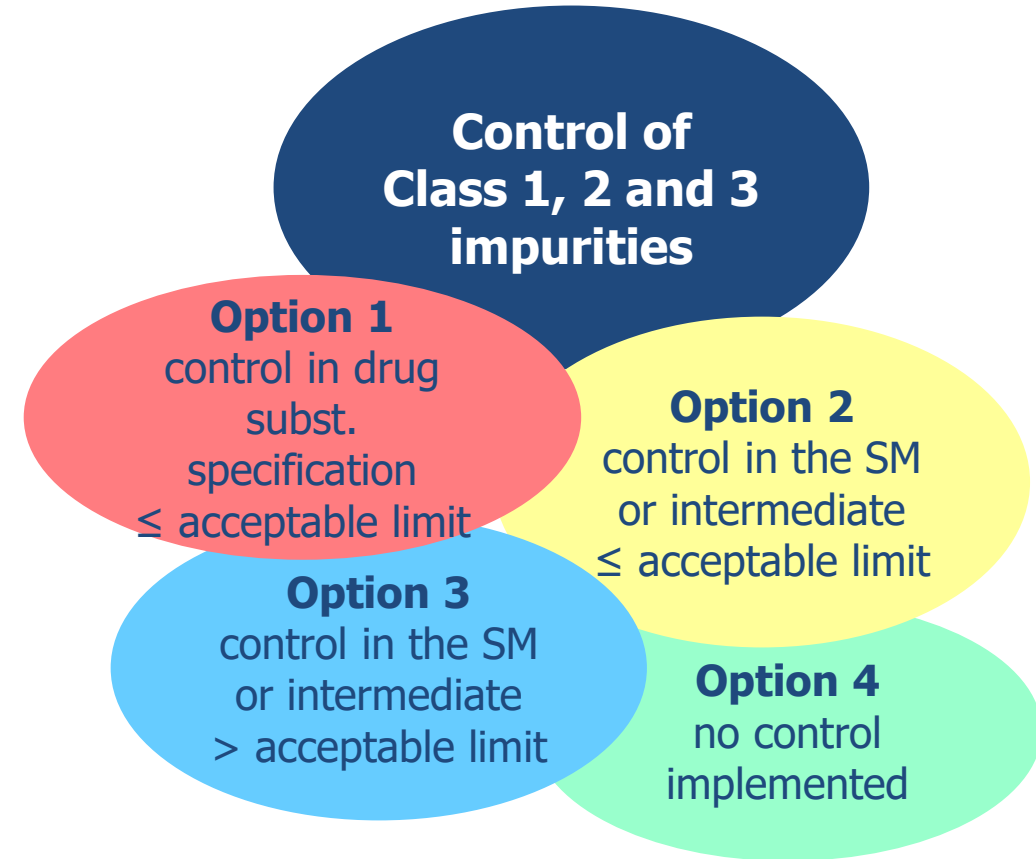 Control of
Class 1, 2 and 3
impurities
Option 1
control in drug
subst.
specification
≤ acceptable limit
Option 2
control in the SM
or intermediate
≤ acceptable limit
Option 3
control in the SM
or intermediate
> acceptable limit
Option 4
no control
implemented